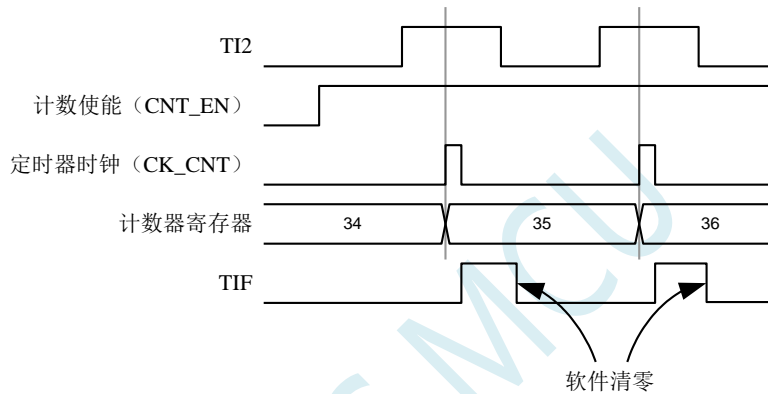 TI2
计数使能（CNT_EN）
定时器时钟（CK_CNT）
计数器寄存器
34
35
36
TIF
软件清零
MCU